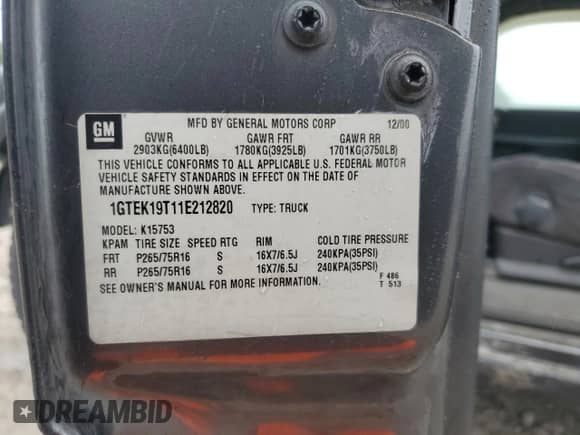 GM
MFD BY GENERAL MOTORS CORP 12/00
GVWR GAWR FRT GAWR RR
2903KG(6400LB) 1780KG(3925LB) 1701KG(3750LB)
THIS VEHICLE CONFORMS TO ALL APPLICABLE U.S. FEDERAL MOTOR
VEHICLE SAFETY STANDARDS IN EFFECT ON THE DATE OF
MANUFACTURE SHOWN ABOVE.
1GTEK19T11E212820 TYPE: TRUCK
MODEL: K15753
KPAM TIRE SIZE SPEED RTG RIM COLD TIRE PRESSURE
FRT P265/75R16 S 16X7/6.5J 240KPA(35PSI)
RR P265/75R16 S 16X7/6.5J 240KPA(35PSI)
SEE OWNER'S MANUAL FOR MORE INFORMATION.
F 486
T 513
DREAMBID